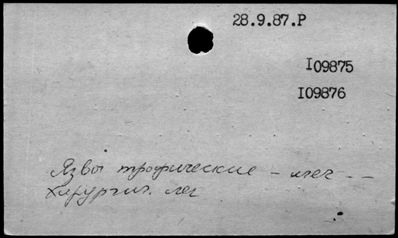 28.9.87.P
I09875
I09876
Язвы трофические - леч --
хирургич. леч